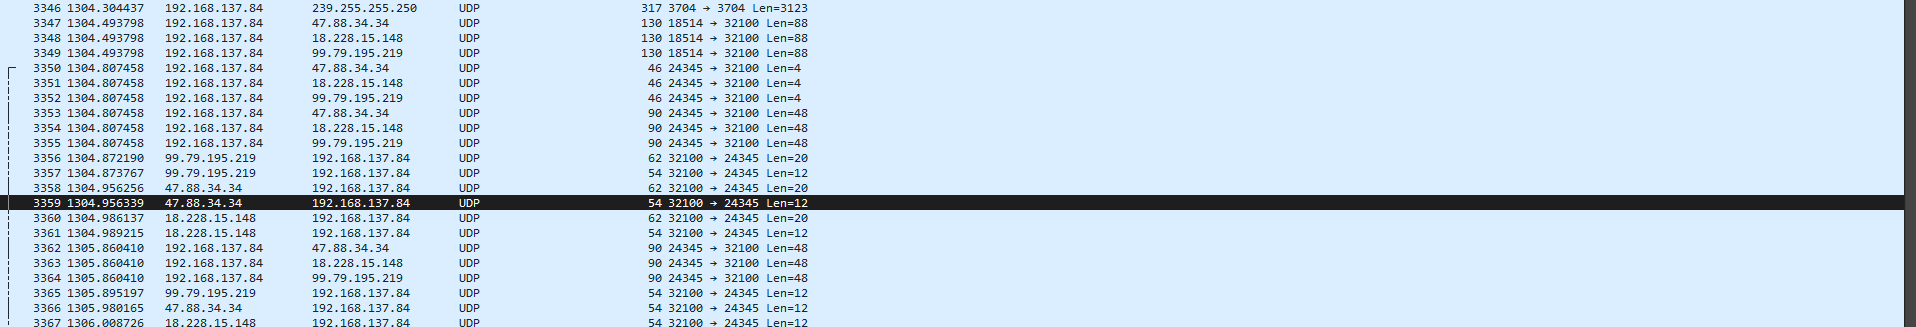 3346 1304.304437 192.168.137.84 239.255.255.250 UDP 317 3704 → 3704 Len=3123
3347 1304.493798 192.168.137.84 47.88.34.34 UDP 130 18514 → 32100 Len=88
3348 1304.493798 192.168.137.84 18.228.15.148 UDP 130 18514 → 32100 Len=88
3349 1304.493798 192.168.137.84 99.79.195.219 UDP 130 18514 → 32100 Len=88
3350 1304.807458 192.168.137.84 47.88.34.34 UDP 46 24345 → 32100 Len=4
3351 1304.807458 192.168.137.84 18.228.15.148 UDP 46 24345 → 32100 Len=4
3352 1304.807458 192.168.137.84 99.79.195.219 UDP 46 24345 → 32100 Len=4
3353 1304.807458 192.168.137.84 47.88.34.34 UDP 90 24345 → 32100 Len=48
3354 1304.807458 192.168.137.84 18.228.15.148 UDP 90 24345 → 32100 Len=48
3355 1304.807458 192.168.137.84 99.79.195.219 UDP 90 24345 → 32100 Len=48
3356 1304.872190 99.79.195.219 192.168.137.84 UDP 62 32100 → 24345 Len=20
3357 1304.873767 99.79.195.219 192.168.137.84 UDP 54 32100 → 24345 Len=12
3358 1304.956256 47.88.34.34 192.168.137.84 UDP 62 32100 → 24345 Len=20
3359 1304.956339 47.88.34.34 192.168.137.84 UDP 54 32100 → 24345 Len=12
3360 1304.986137 18.228.15.148 192.168.137.84 UDP 62 32100 → 24345 Len=20
3361 1304.989215 18.228.15.148 192.168.137.84 UDP 54 32100 → 24345 Len=12
3362 1305.860410 192.168.137.84 47.88.34.34 UDP 90 24345 → 32100 Len=48
3363 1305.860410 192.168.137.84 18.228.15.148 UDP 90 24345 → 32100 Len=48
3364 1305.860410 192.168.137.84 99.79.195.219 UDP 90 24345 → 32100 Len=48
3365 1305.895197 99.79.195.219 192.168.137.84 UDP 54 32100 → 24345 Len=12
3366 1305.980165 47.88.34.34 192.168.137.84 UDP 54 32100 → 24345 Len=12
3367 1306.008726 18.228.15.148 192.168.137.84 UDP 54 32100 → 24345 Len=12